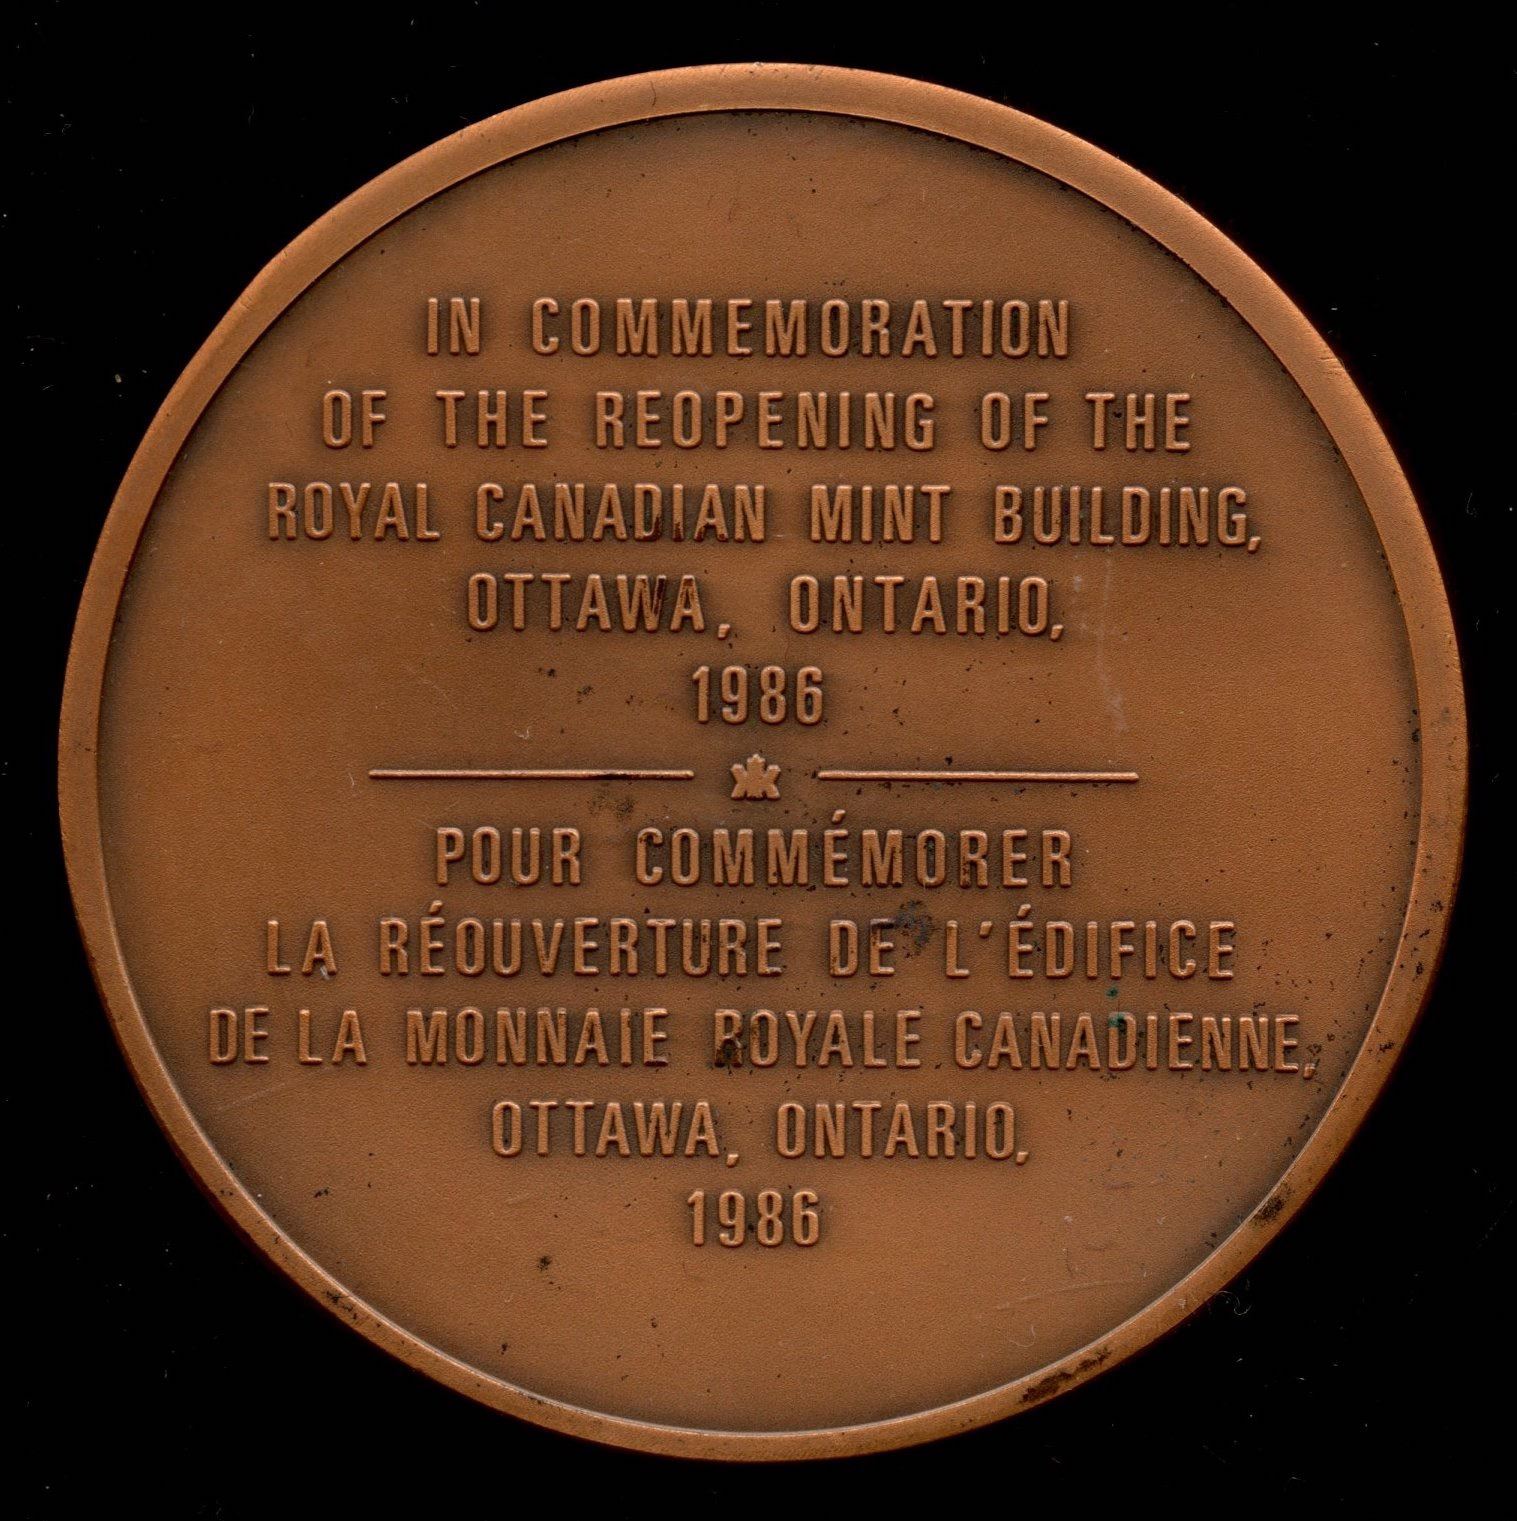 IN COMMEMORATION
OF THE REOPENING OF THE
ROYAL CANADIAN MINT BUILDING,
OTTAWA, ONTARIO,
1986
POUR COMMÉMORER
LA RÉOUVERTURE DE L'ÉDIFICE
DE LA MONNAIE ROYALE CANADIENNE,
OTTAWA, ONTARIO,
1986